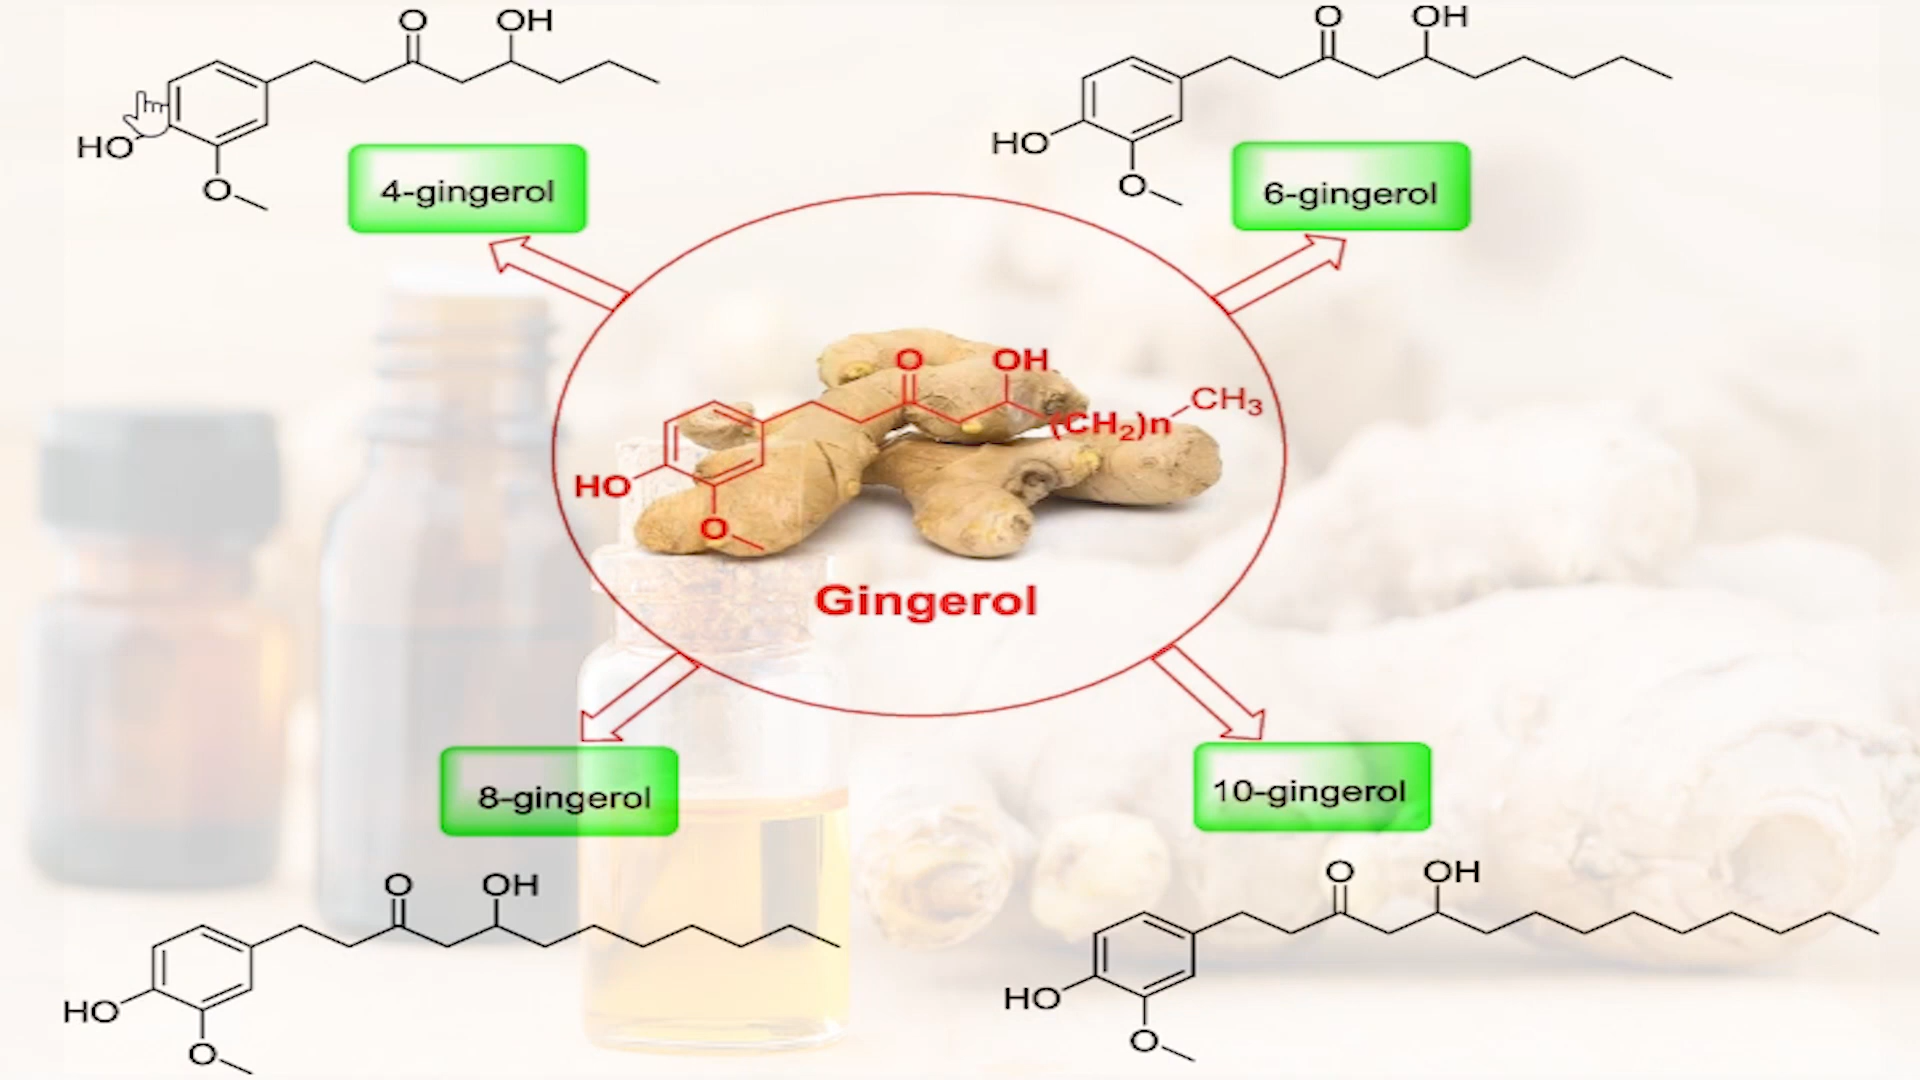 O OH
HO
O
4-gingerol
O OH
HO
O
6-gingerol
O OH
(CH₂)n CH₃
HO
O
Gingerol
8-gingerol
O OH
HO
O
10-gingerol
O OH
HO
O